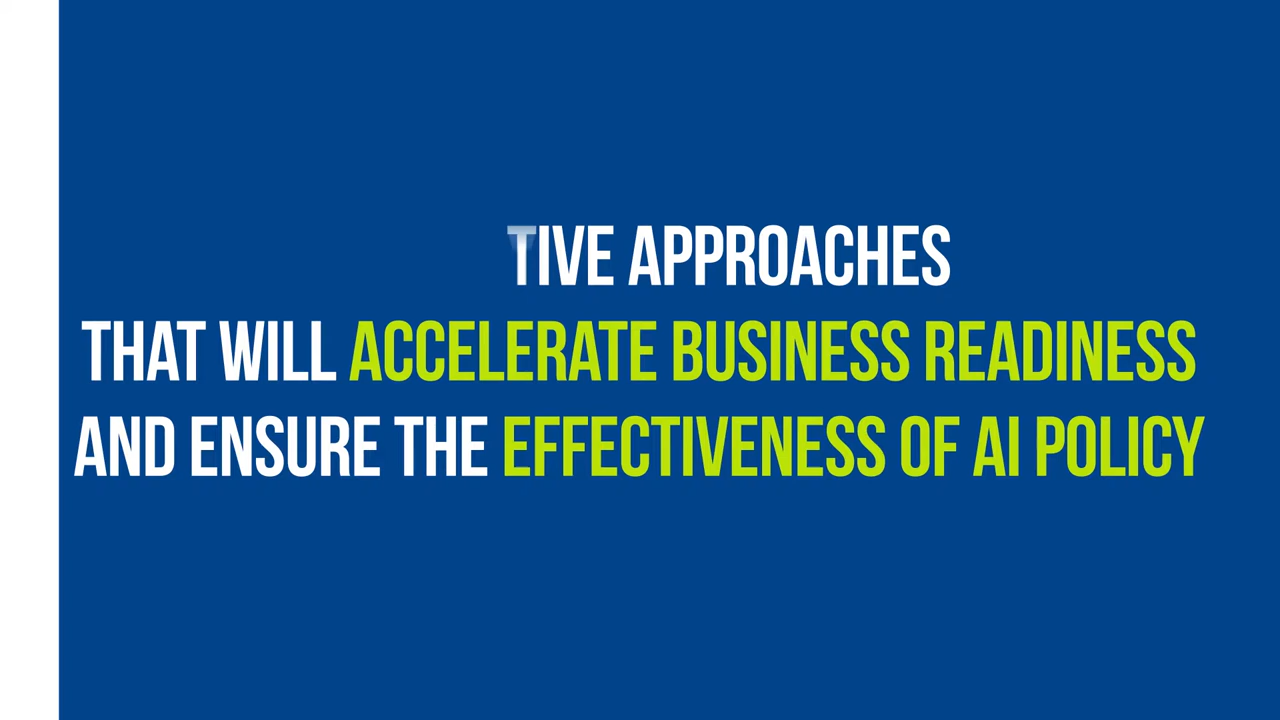 TIVE APPROACHES
THAT WILL ACCELERATE BUSINESS READINESS
AND ENSURE THE EFFECTIVENESS OF AI POLICY